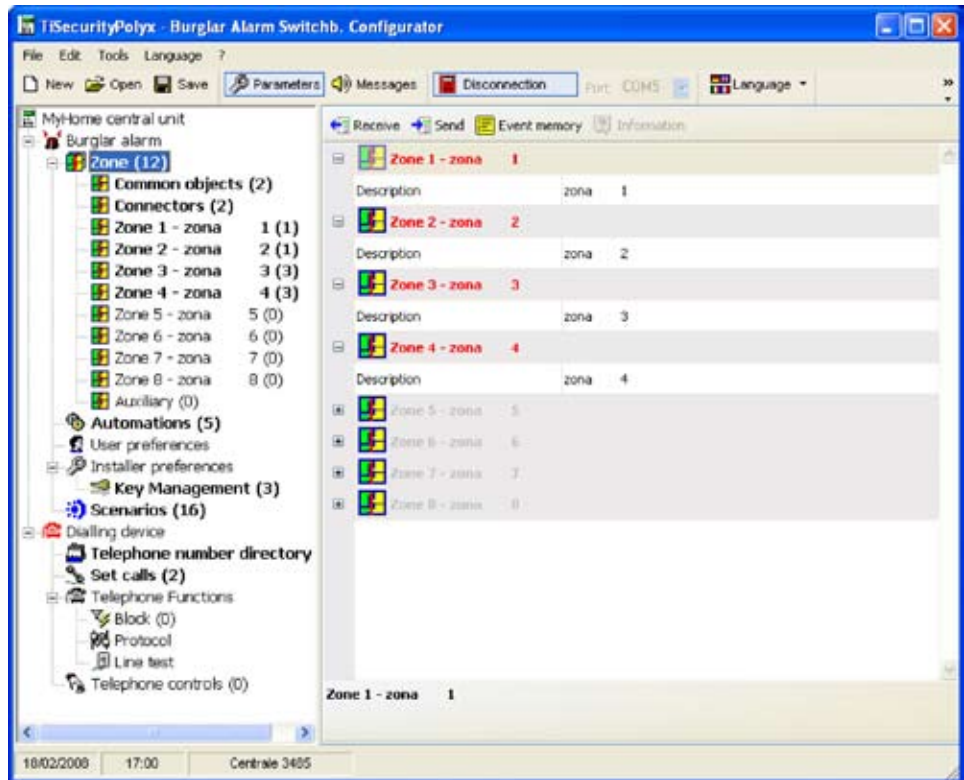 TiSecurityPolyx - Burglar Alarm Switchb. Configurator
File Edit Tools Language ?
New Open Save Parameters Messages Disconnection Port: COM5 Language
MyHome central unit
Burglar alarm
Zone (12)
Common objects (2)
Connectors (2)
Zone 1 - zona 1 (1)
Zone 2 - zona 2 (1)
Zone 3 - zona 3 (3)
Zone 4 - zona 4 (3)
Zone 5 - zona 5 (0)
Zone 6 - zona 6 (0)
Zone 7 - zona 7 (0)
Zone 8 - zona 8 (0)
Auxiliary (0)
Automations (5)
User preferences
Installer preferences
Key Management (3)
Scenarios (16)
Dialling device
Telephone number directory
Set calls (2)
Telephone Functions
Block (0)
Protocol
Line test
Telephone controls (0)
Receive Send Event memory Information
Zone 1 - zona 1
Description zona 1
Zone 2 - zona 2
Description zona 2
Zone 3 - zona 3
Description zona 3
Zone 4 - zona 4
Description zona 4
Zone 5 - zona 5
Zone 6 - zona 6
Zone 7 - zona 7
Zone 8 - zona 8
Zone 1 - zona 1
18/02/2008 17:00 Centrale 3485